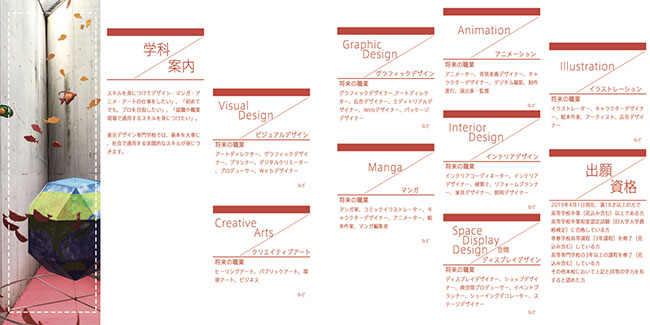 学科
案内
スキルを身につけてデザイン・マンガ・ア
ニメ・アートの仕事をしたい」、「初めて
でも、プロを目指したい」、「就職や職業
現場で通用するスキルを身につけたい」。
東京デザイン専門学校では、基本を大事に
、社会で通用する実践的なスキルが身につ
きます。
Visual
Design
ビジュアルデザイン
将来の職業
アートディレクター、グラフィックデザイ
ナー、プランナー、デジタルクリエーター
、プロデューサー、Webデザイナー
など
Creative
Arts
クリエイティブアート
将来の職業
ヒーリングアート、パブリックアート、環
境アート、ビジネス
など
Graphic
Design
グラフィックデザイン
将来の職業
グラフィックデザイナー,アートディレク
ター、広告デザイナー、エディトリアルデ
ザイナー、Webデザイナー、パッケージ
デザイナー
など
Manga
マンガ
将来の職業
マンガ家、コミックイラストレーター、キ
ャラクターデザイナー、アニメーター、絵
本作家、マンガ編集者
など
Animation
アニメーション
将来の職業
アニメーター、背景美術デザイナー、キャ
ラクターデザイナー、デジタル撮影、制作
進行、演出家・監督
など
Interior
Design
インテリアデザイン
将来の職業
インテリアコーディネーター、インテリア
デザイナー、建築士、リフォームプランナ
ー、家具デザイナー、照明デザイナー
など
Space
Display
Design 空間
ディスプレイデザイン
将来の職業
ディスプレイデザイナー、ショップデザイ
ナー、商空間プロデューサー、イベントプ
ランナー、シューイングデコレーター、ス
テージデザイナー
など
Illustration
イラストレーション
将来の職業
イラストレーター、キャラクターデザイナ
ー、絵本作家、アーティスト、広告デザイ
ナー
など
出願
資格
2019年4月1日現在、満18才以上の方で
高等学校卒業（見込み含む）以上である方
高等学校卒業程度認定試験（旧大学入学資
格検定）に合格している方
専修学校高等課程（3年課程）を修了（見
込み含む）している方
高等専門学校の3年以上の課程を修了（見
込み含む）している方
その他本校において上記と同等の学力を有
すると認めた方